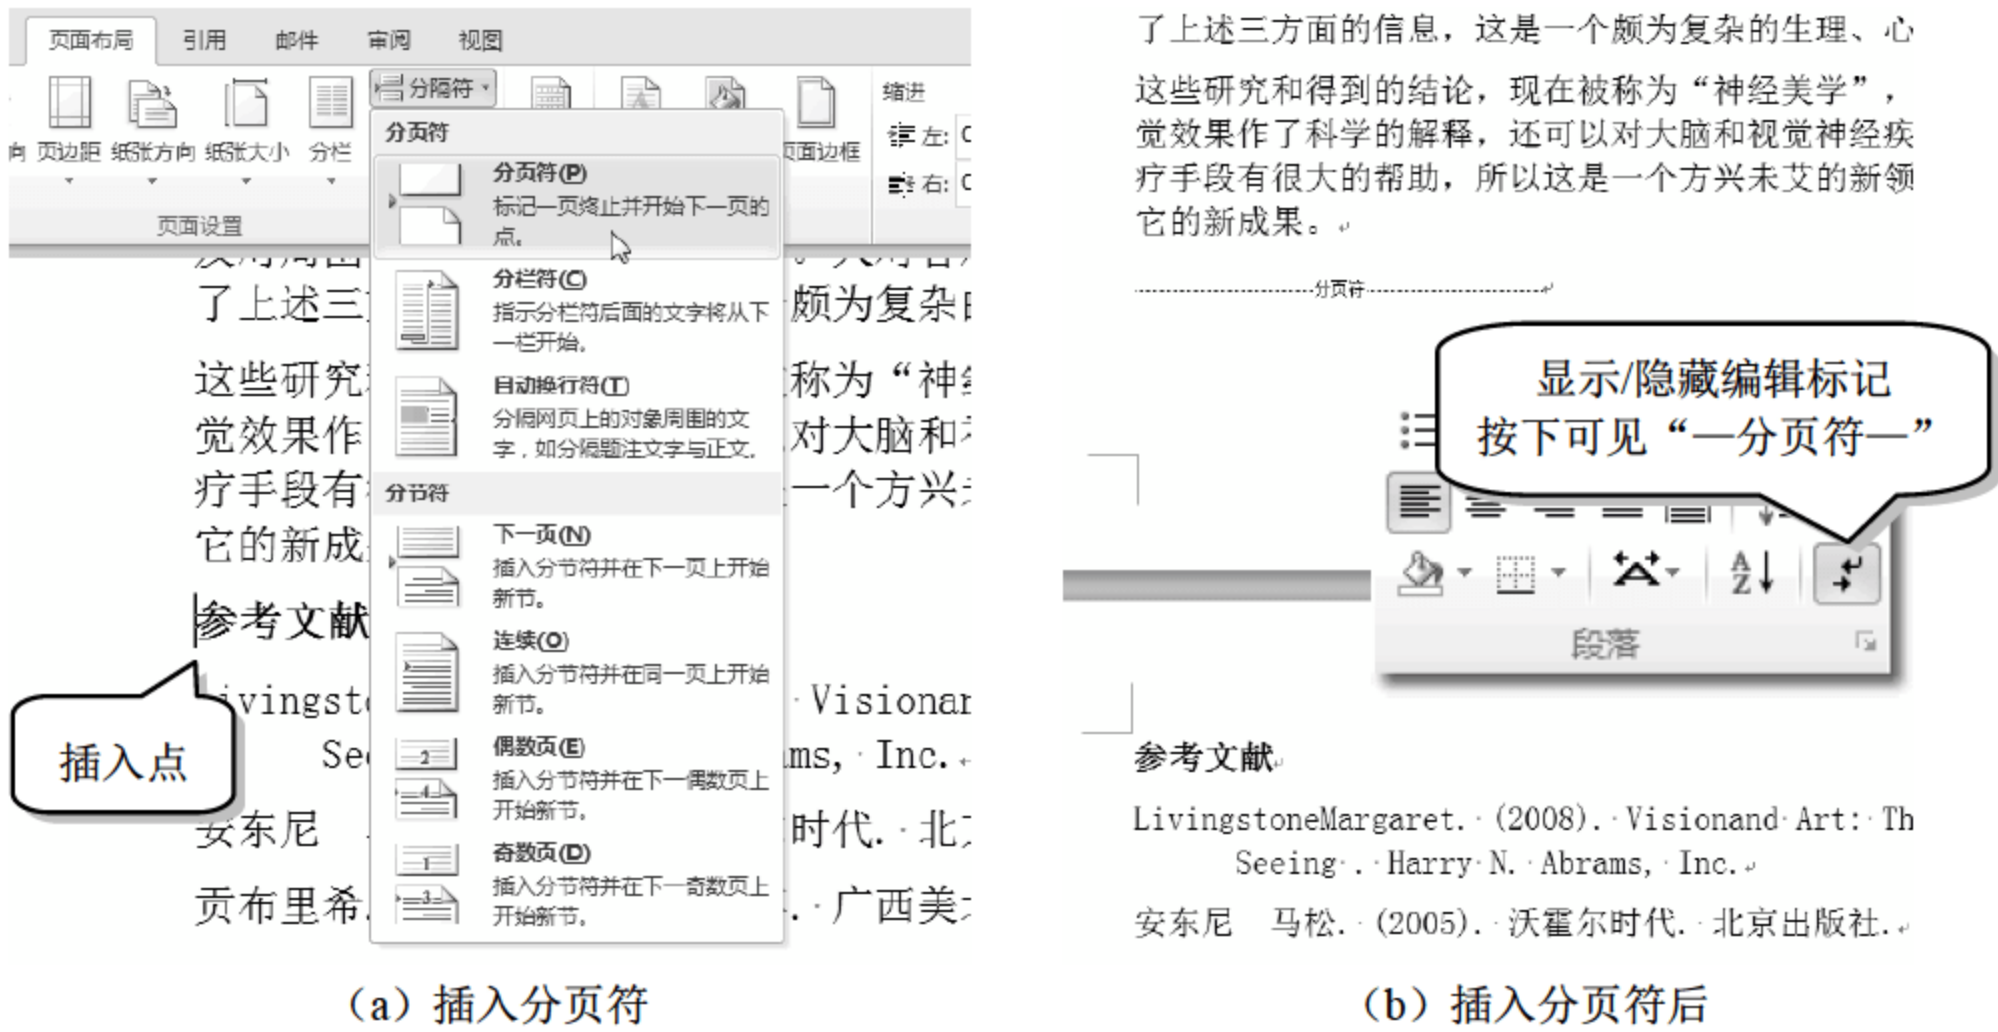 页面布局 引用 邮件 审阅 视图
分隔符
向 页边距 纸张方向 纸张大小 分栏
页面边框
缩进
左:
右:
页面设置
分页符
分页符(P)
标记一页终止并开始下一页的
点。
分栏符(C)
指示分栏符后面的文字将从下
一栏开始。
自动换行符(T)
分隔网页上的对象周围的文
字，如分隔题注文字与正文。
分节符
下一页(N)
插入分节符并在下一页上开始
新节。
连续(O)
插入分节符并在同一页上开始
新节。
偶数页(E)
插入分节符并在下一偶数页上
开始新节。
奇数页(D)
插入分节符并在下一奇数页上
开始新节。
了上述三 颇为复杂
这些研究 称为“神
觉效果作 对大脑和
疗手段有 一个方兴
它的新成
参考文献
vingst Visionar
See ms, Inc.
安东尼 时代. 北
贡布里希. . 广西美
插入点
（a）插入分页符
了上述三方面的信息，这是一个颇为复杂的生理、心
这些研究和得到的结论，现在被称为“神经美学”，
觉效果作了科学的解释，还可以对大脑和视觉神经疾
疗手段有很大的帮助，所以这是一个方兴未艾的新领
它的新成果。
分页符
显示/隐藏编辑标记
按下可见“—分页符—”
段落
参考文献
LivingstoneMargaret. (2008). Visionand Art: Th
Seeing . Harry N. Abrams, Inc.
安东尼 马松. (2005). 沃霍尔时代. 北京出版社.
（b）插入分页符后